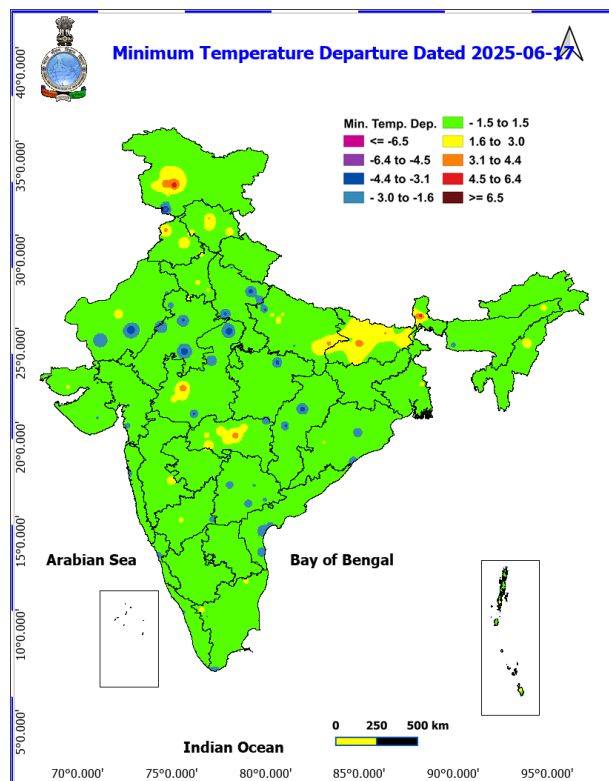 Minimum Temperature Departure Dated 2025-06-17
Min. Temp. Dep.
<= -6.5
-6.4 to -4.5
-4.4 to -3.1
- 3.0 to -1.6
- 1.5 to 1.5
1.6 to 3.0
3.1 to 4.4
4.5 to 6.4
>= 6.5
40°0.000'
35°0.000'
30°0.000'
25°0.000'
20°0.000'
15°0.000'
10°0.000'
5°0.000'
Arabian Sea
Bay of Bengal
0 250 500 km
Indian Ocean
70°0.000' 75°0.000' 80°0.000' 85°0.000' 90°0.000' 95°0.000'